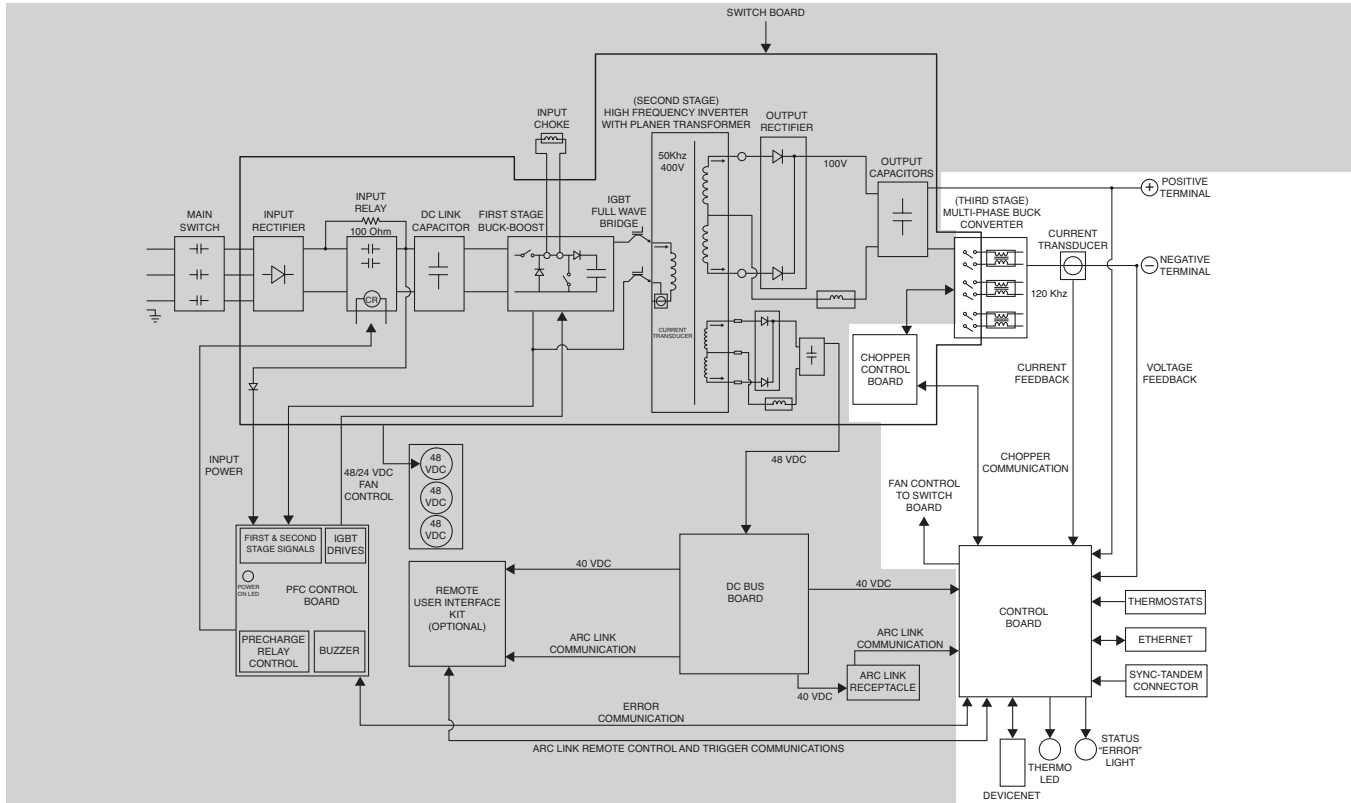 SWITCH BOARD
(SECOND STAGE)
HIGH FREQUENCY INVERTER
WITH PLANER TRANSFORMER
INPUT
CHOKE
OUTPUT
RECTIFIER
50Khz
400V
100V
OUTPUT
CAPACITORS
POSITIVE
TERMINAL
(THIRD STAGE)
MULTI-PHASE BUCK
CONVERTER
CURRENT
TRANSDUCER
NEGATIVE
TERMINAL
120 Khz
MAIN
SWITCH
INPUT
RECTIFIER
INPUT
RELAY
100 Ohm
CR
DC LINK
CAPACITOR
FIRST STAGE
BUCK-BOOST
IGBT
FULL WAVE
BRIDGE
CURRENT
TRANSDUCER
CHOPPER
CONTROL
BOARD
CURRENT
FEEDBACK
VOLTAGE
FEEDBACK
CHOPPER
COMMUNICATION
INPUT
POWER
48/24 VDC
FAN
CONTROL
48
VDC
48
VDC
48
VDC
48 VDC
FAN CONTROL
TO SWITCH
BOARD
FIRST & SECOND
STAGE SIGNALS
IGBT
DRIVES
POWER
ON LED
PFC CONTROL
BOARD
PRECHARGE
RELAY
CONTROL
BUZZER
REMOTE
USER INTERFACE
KIT
(OPTIONAL)
40 VDC
ARC LINK
COMMUNICATION
DC BUS
BOARD
40 VDC
ARC LINK
COMMUNICATION
40 VDC
ARC LINK
RECEPTACLE
CONTROL
BOARD
THERMOSTATS
ETHERNET
SYNC-TANDEM
CONNECTOR
ERROR
COMMUNICATION
ARC LINK REMOTE CONTROL AND TRIGGER COMMUNICATIONS
DEVICENET
THERMO
LED
STATUS
"ERROR"
LIGHT